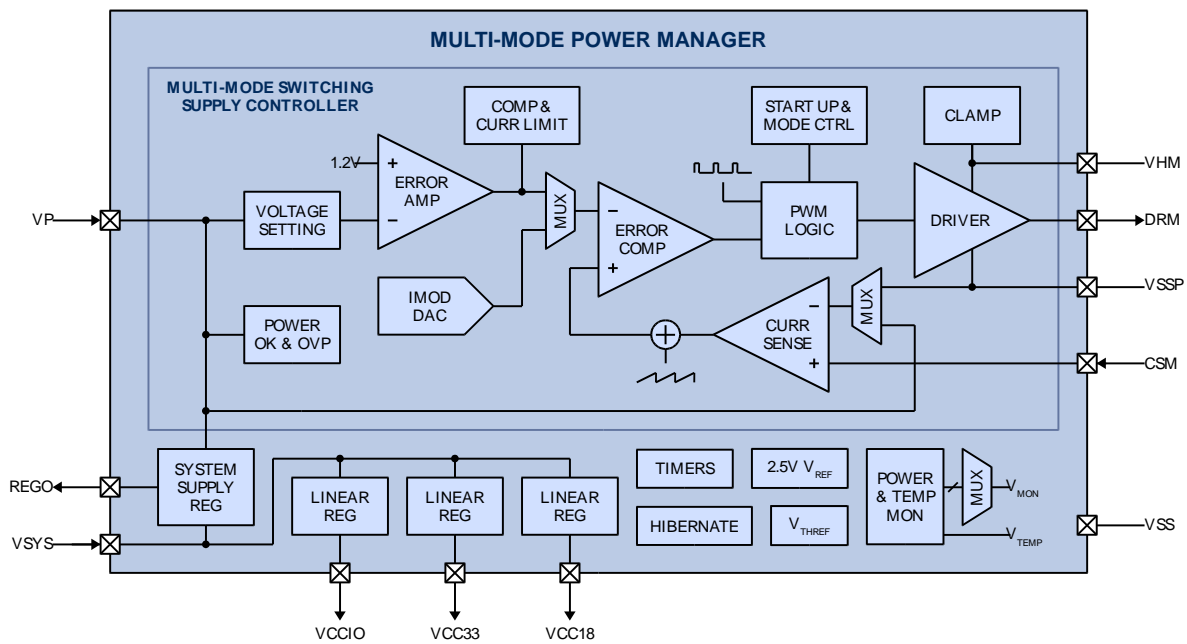 MULTI-MODE POWER MANAGER
MULTI-MODE SWITCHING
SUPPLY CONTROLLER
COMP &
CURR LIMIT
START UP &
MODE CTRL
CLAMP
1.2V
+
ERROR
AMP
−
VOLTAGE
SETTING
MUX
−
ERROR
COMP
+
PWM
LOGIC
DRIVER
VHM
VP
DRM
IMOD
DAC
POWER
OK & OVP
+
−
CURR
SENSE
+
MUX
VSSP
CSM
SYSTEM
SUPPLY
REG
REGO
VSYS
LINEAR
REG
LINEAR
REG
LINEAR
REG
TIMERS
2.5V VREF
HIBERNATE
VTHREF
POWER
& TEMP
MON
MUX
VMON
VTEMP
VSS
VCCIO
VCC33
VCC18